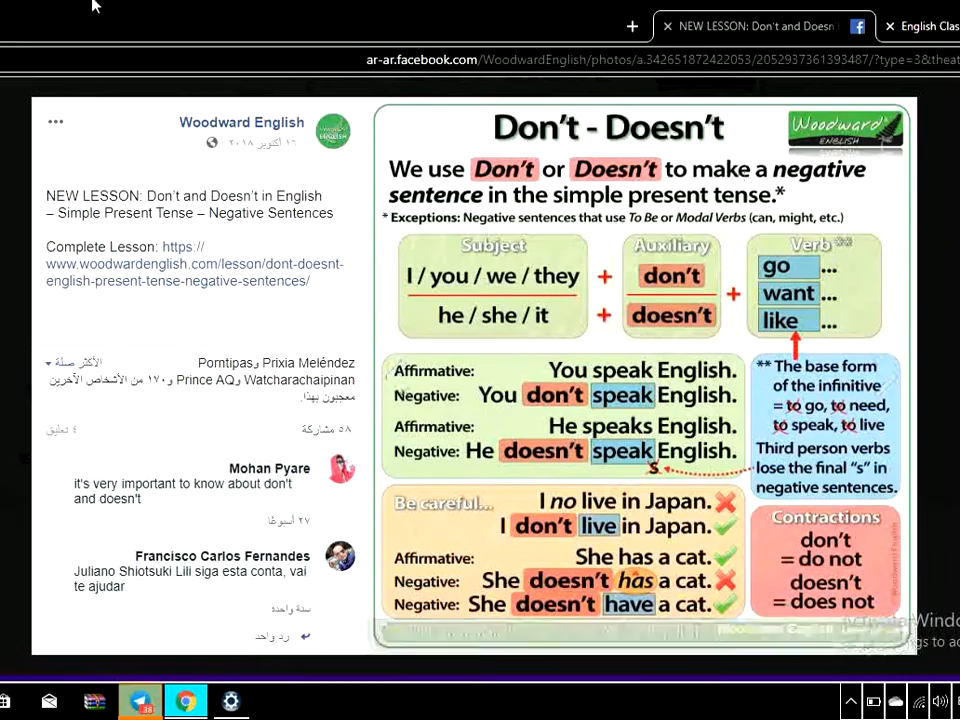 NEW LESSON: Don't and Doesn
English Clas
ar-ar.facebook.com/WoodwardEnglish/photos/a.342651872422053/2052937361393487/?type=3&theat
Woodward English
١٦ أكتوبر ٢٠١٨
NEW LESSON: Don't and Doesn't in English
– Simple Present Tense – Negative Sentences
Complete Lesson: https://
www.woodwardenglish.com/lesson/dont-doesnt-
english-present-tense-negative-sentences/
الأكثر صلة
Prixia Meléndez وPorntipas
Watcharachaipinan وPrince AQ و١٧٠ من الأشخاص الآخرين
معجبون بهذا.
٥٨ مشاركة
٤ تعليق
Mohan Pyare
it's very important to know about don't
and doesn't
٢٧ أسبوعًا
Francisco Carlos Fernandes
Juliano Shiotsuki Lili siga esta conta, vai
te ajudar
سنة واحدة
رد واحد
Don't - Doesn't
Woodward
ENGLISH
We use Don't or Doesn't to make a negative
sentence in the simple present tense.*
* Exceptions: Negative sentences that use To Be or Modal Verbs (can, might, etc.)
Subject Auxiliary Verb **
I / you / we / they + don't
he / she / it + doesn't
+
go ...
want ...
like ...
Affirmative: You speak English.
Negative: You don't speak English.
Affirmative: He speaks English.
Negative: He doesn't speak English.
s
** The base form
of the infinitive
= to go, to need,
to speak, to live
Third person verbs
lose the final "s" in
negative sentences.
Be careful... I no live in Japan.
I don't live in Japan.
Affirmative: She has a cat.
Negative: She doesn't has a cat.
Negative: She doesn't have a cat.
Contractions
don't
= do not
doesn't
= does not
Woodward English
38